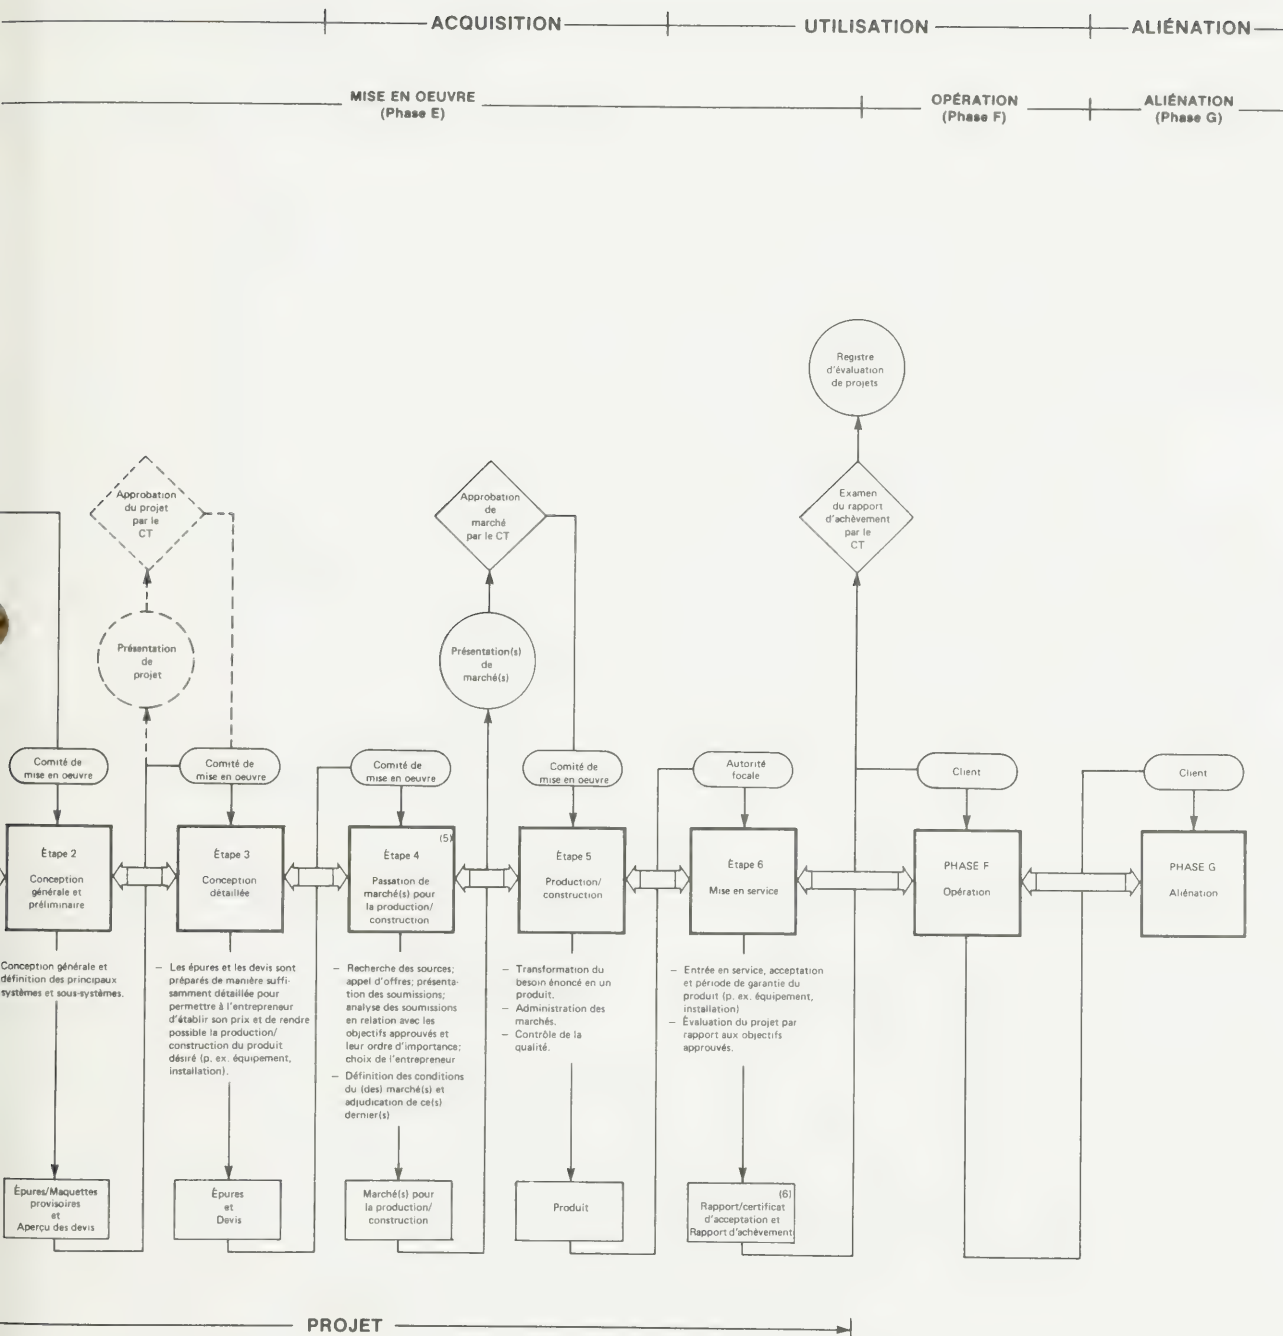 ACQUISITION
UTILISATION
ALIÉNATION
MISE EN OEUVRE
(Phase E)
OPÉRATION
(Phase F)
ALIÉNATION
(Phase G)
Registre
d'évaluation
de projets
Approbation
du projet
par le
CT
Approbation
de
marché
par le CT
Examen
du rapport
d'achèvement
par le
CT
Présentation
de
projet
Présentation(s)
de
marché(s)
Comité de
mise en oeuvre
Comité de
mise en oeuvre
Comité de
mise en oeuvre
Comité de
mise en oeuvre
Autorité
focale
Client
Client
Étape 2
Conception
générale et
préliminaire
Étape 3
Conception
détaillée
(5)
Étape 4
Passation de
marché(s) pour
la production/
construction
Étape 5
Production/
construction
Étape 6
Mise en service
PHASE F
Opération
PHASE G
Aliénation
Conception générale et
définition des principaux
systèmes et sous-systèmes.
— Les épures et les devis sont
préparés de manière suffi-
samment détaillée pour
permettre à l'entrepreneur
d'établir son prix et de rendre
possible la production/
construction du produit
désiré (p. ex. équipement,
installation).
— Recherche des sources;
appel d'offres; présenta-
tion des soumissions;
analyse des soumissions
en relation avec les
objectifs approuvés et
leur ordre d'importance;
choix de l'entrepreneur
— Définition des conditions
du (des) marché(s) et
adjudication de ce(s)
dernier(s)
— Transformation du
besoin énoncé en un
produit.
— Administration des
marchés.
— Contrôle de la
qualité.
— Entrée en service, acceptation
et période de garantie du
produit (p. ex. équipement,
installation)
— Évaluation du projet par
rapport aux objectifs
approuvés.
Épures/Maquettes
provisoires
et
Aperçu des devis
Épures
et
Devis
Marché(s) pour
la production/
construction
Produit
(6)
Rapport/certificat
d'acceptation et
Rapport d'achèvement
PROJET